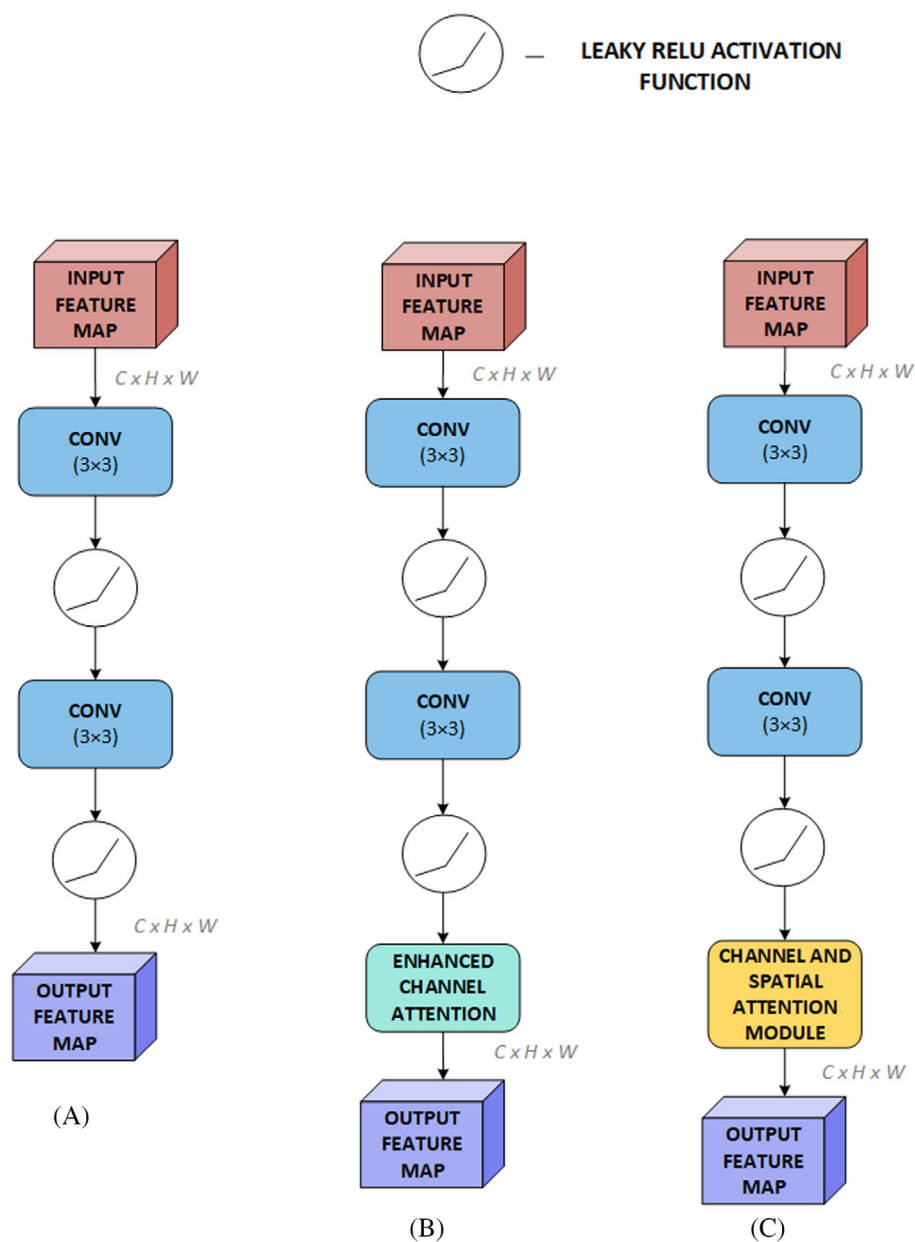 — LEAKY RELU ACTIVATION
FUNCTION
INPUT
FEATURE
MAP
C x H x W
CONV
(3×3)
CONV
(3×3)
C x H x W
OUTPUT
FEATURE
MAP
(A)
INPUT
FEATURE
MAP
C x H x W
CONV
(3×3)
CONV
(3×3)
ENHANCED
CHANNEL
ATTENTION
C x H x W
OUTPUT
FEATURE
MAP
(B)
INPUT
FEATURE
MAP
C x H x W
CONV
(3×3)
CONV
(3×3)
CHANNEL AND
SPATIAL
ATTENTION
MODULE
C x H x W
OUTPUT
FEATURE
MAP
(C)